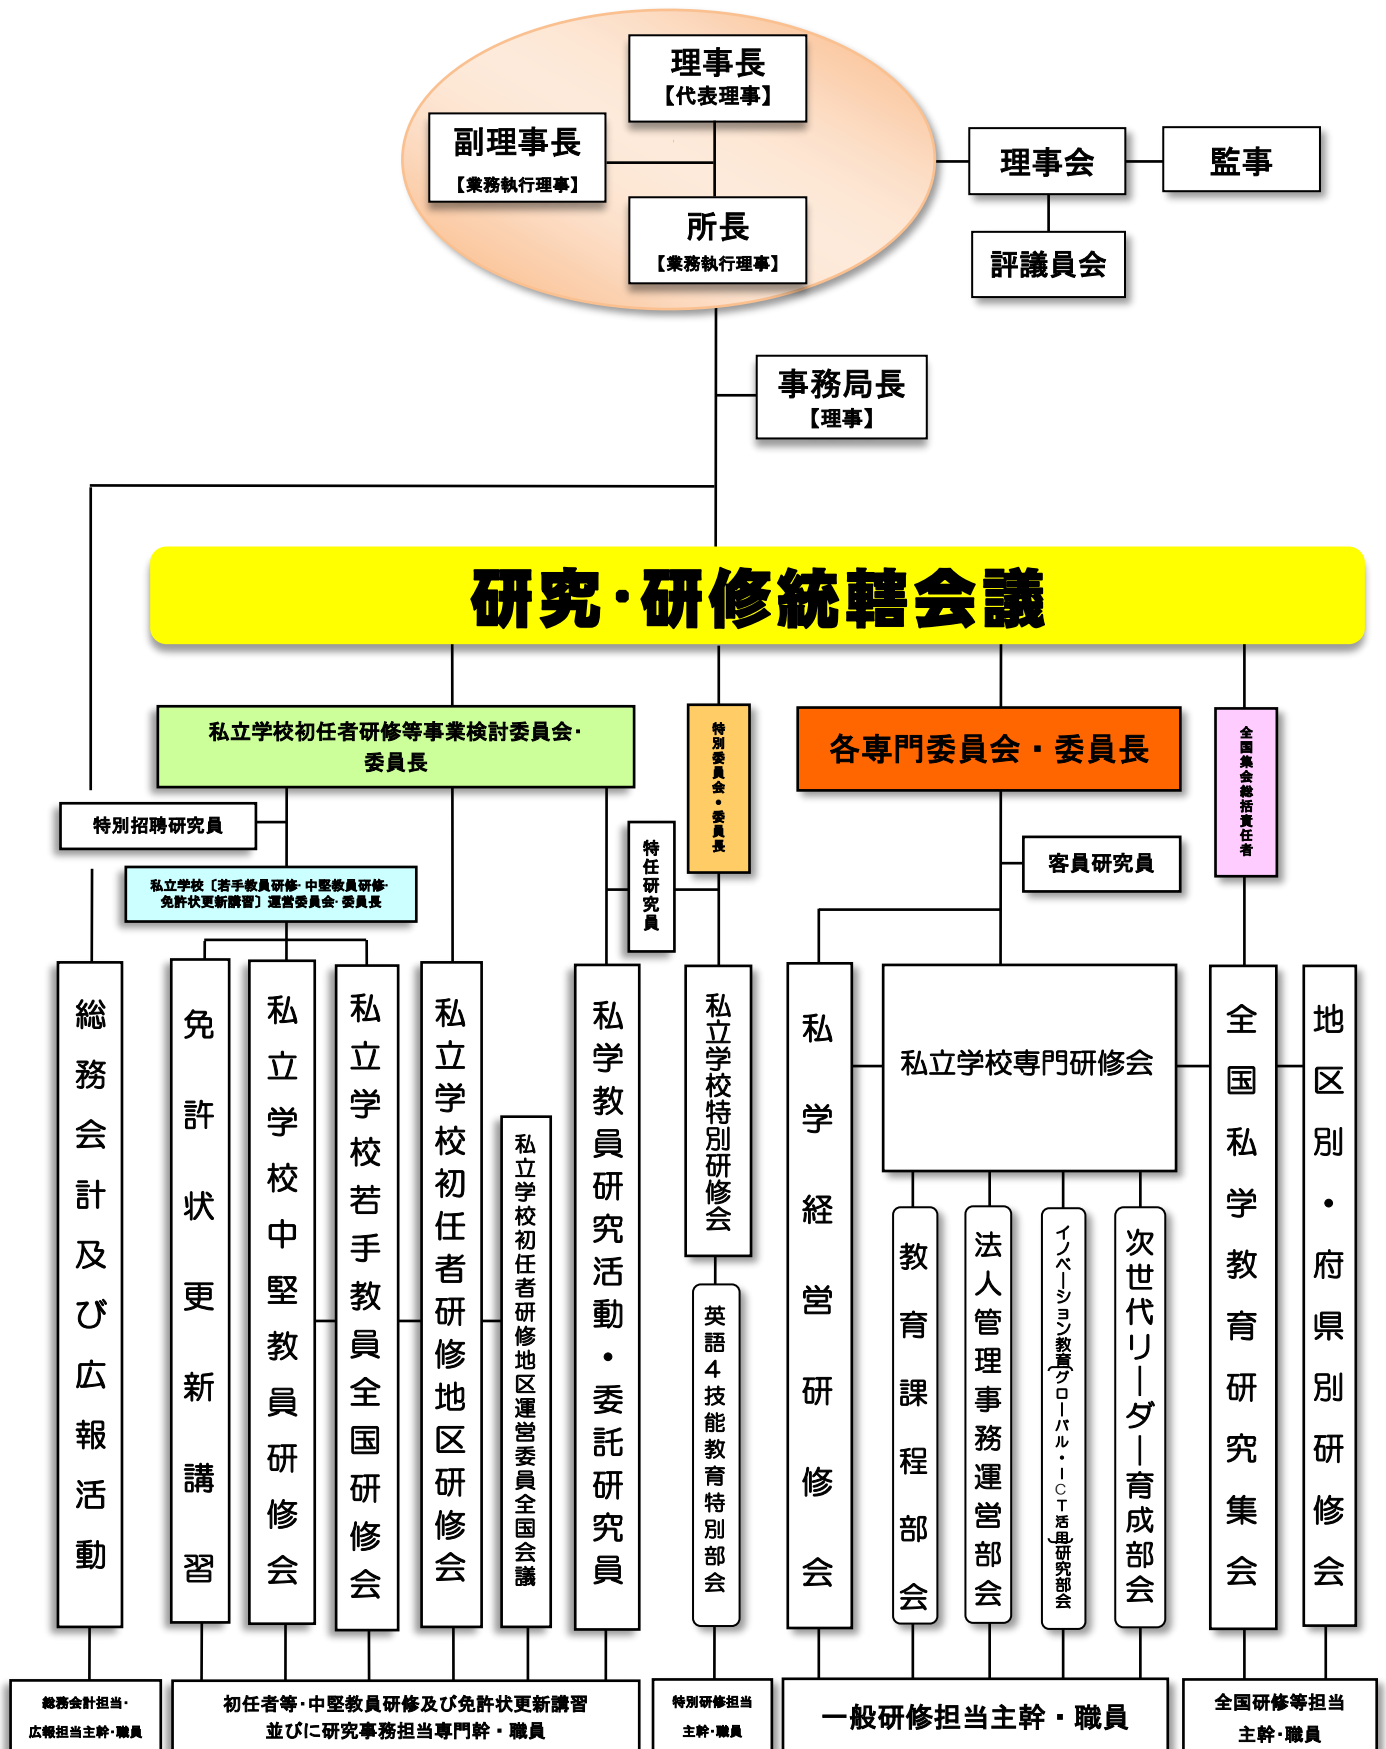 理事長
【代表理事】
副理事長
【業務執行理事】
所長
【業務執行理事】
理事会
監事
評議員会
事務局長
【理事】
研究・研修統轄会議
私立学校初任者研修等事業検討委員会・
委員長
特別委員会・委員長
各専門委員会・委員長
全国集会総括責任者
特別招聘研究員
特任研究員
客員研究員
私立学校〔若手教員研修・中堅教員研修・
免許状更新講習〕運営委員会・委員長
総務会計及び広報活動
免許状更新講習
私立学校中堅教員研修会
私立学校若手教員全国研修会
私立学校初任者研修地区研修会
私立学校初任者研修地区運営委員全国会議
私学教員研究活動・委託研究員
私立学校特別研修会
英語4技能教育特別部会
私学経営研修会
私立学校専門研修会
教育課程部会
法人管理事務運営部会
イノベーション教育(グローバル・ICT活用)研究部会
次世代リーダー育成部会
全国私学教育研究集会
地区別・府県別研修会
総務会計担当・
広報担当主幹・職員
初任者等・中堅教員研修及び免許状更新講習
並びに研究事務担当専門幹・職員
特別研修担当
主幹・職員
一般研修担当主幹・職員
全国研修等担当
主幹・職員